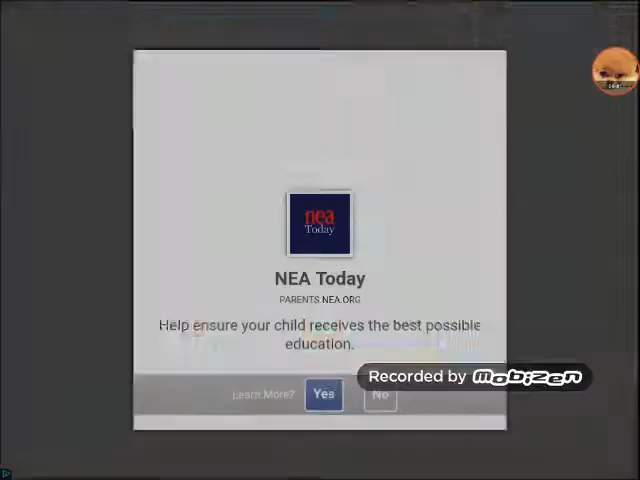 nea
Today
NEA Today
PARENTS.NEA.ORG
Help ensure your child receives the best possible
education.
Recorded by mobizen
Learn More?
Yes
No